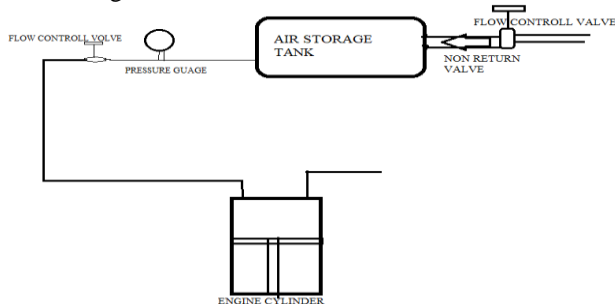 FLOW CONTROLL VALVE
FLOW CONTROLL VOLVE
AIR STORAGE
TANK
NON RETURN
VALVE
PRESSURE GUAGE
ENGINE CYLINDER